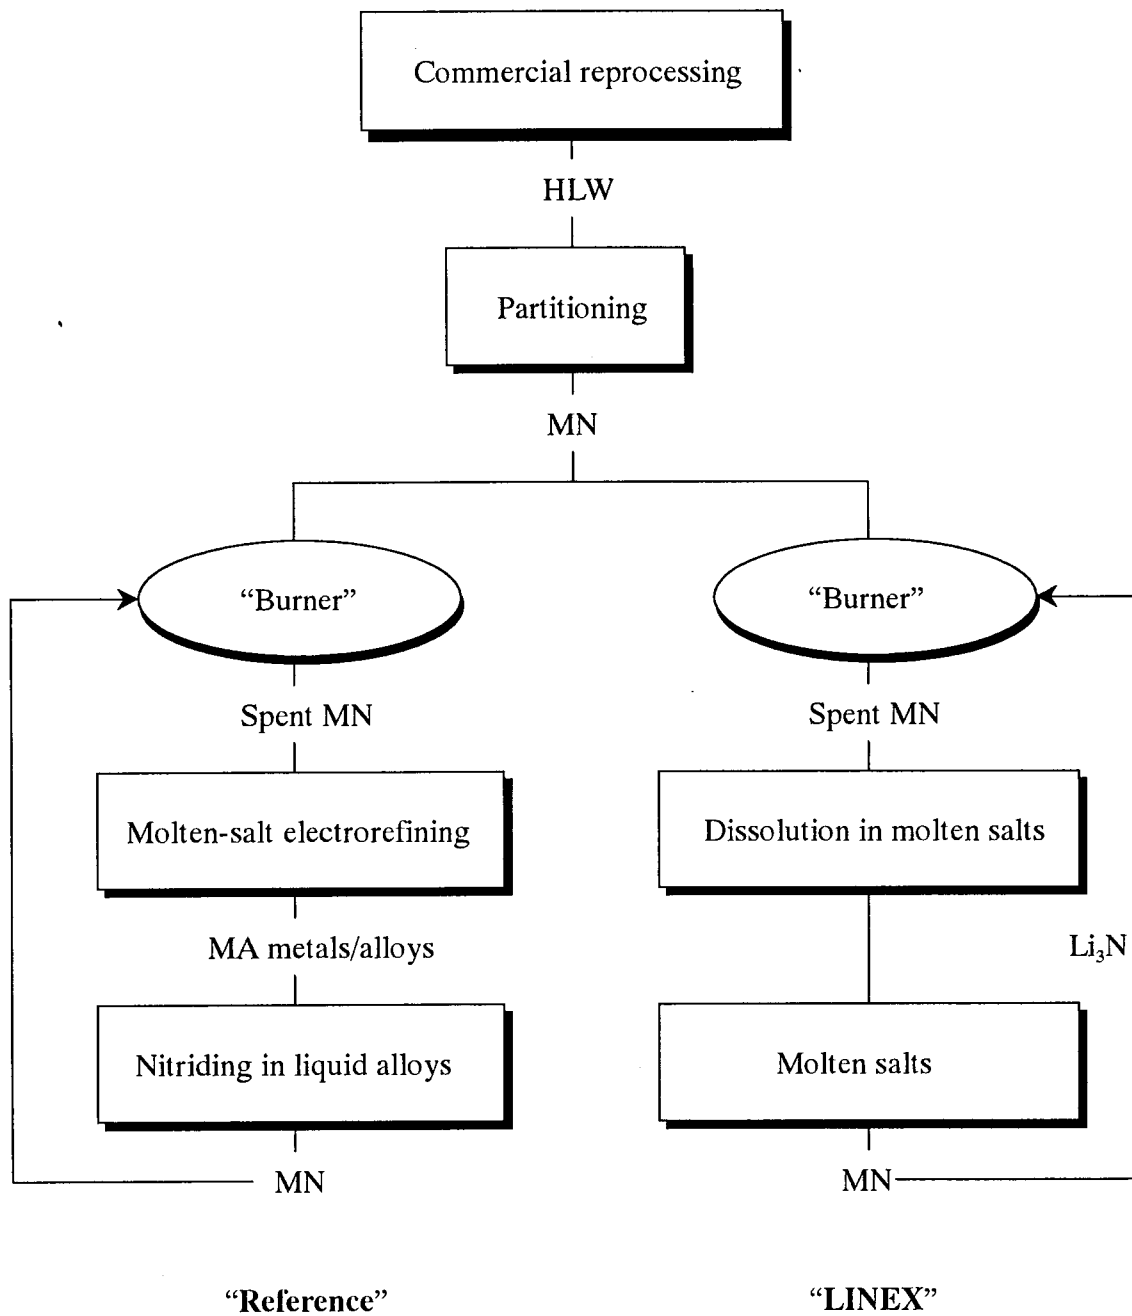 Commercial reprocessing
HLW
Partitioning
MN
“Burner”
“Burner”
Spent MN
Spent MN
Molten-salt electrorefining
Dissolution in molten salts
MA metals/alloys
Li₃N
Nitriding in liquid alloys
Molten salts
MN
MN
“Reference”
“LINEX”